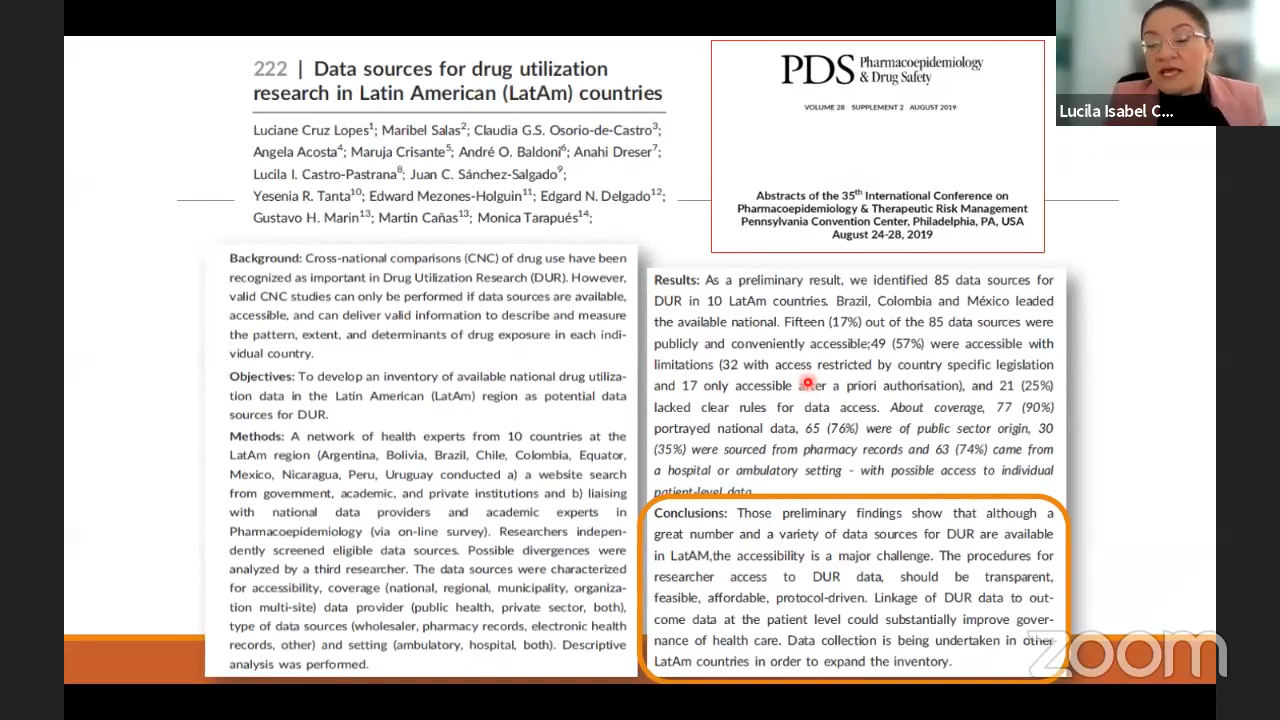 222 | Data sources for drug utilization
research in Latin American (LatAm) countries
Luciane Cruz Lopes1; Maribel Salas2; Claudia G.S. Osorio-de-Castro3;
Angela Acosta4; Maruja Crisante5; André O. Baldoni6; Anahi Dreser7;
Lucila I. Castro-Pastrana8; Juan C. Sánchez-Salgado9;
Yesenia R. Tanta10; Edward Mezones-Holguin11; Edgard N. Delgado12;
Gustavo H. Marin13; Martin Cañas13; Monica Tarapués14;
Background: Cross-national comparisons (CNC) of drug use have been
recognized as important in Drug Utilization Research (DUR). However,
valid CNC studies can only be performed if data sources are available,
accessible, and can deliver valid information to describe and measure
the pattern, extent, and determinants of drug exposure in each indi-
vidual country.
Objectives: To develop an inventory of available national drug utiliza-
tion data in the Latin American (LatAm) region as potential data
sources for DUR.
Methods: A network of health experts from 10 countries at the
LatAm region (Argentina, Bolivia, Brazil, Chile, Colombia, Equator,
Mexico, Nicaragua, Peru, Uruguay conducted a) a website search
from government, academic, and private institutions and b) liaising
with national data providers and academic experts in
Pharmacoepidemiology (via on-line survey). Researchers indepen-
dently screened eligible data sources. Possible divergences were
analyzed by a third researcher. The data sources were characterized
for accessibility, coverage (national, regional, municipality, organiza-
tion multi-site) data provider (public health, private sector, both),
type of data sources (wholesaler, pharmacy records, electronic health
records, other) and setting (ambulatory, hospital, both). Descriptive
analysis was performed.
PDS Pharmacoepidemiology
& Drug Safety
VOLUME 28 SUPPLEMENT 2 AUGUST 2019
Abstracts of the 35th International Conference on
Pharmacoepidemiology & Therapeutic Risk Management
Pennsylvania Convention Center, Philadelphia, PA, USA
August 24-28, 2019
Results: As a preliminary result, we identified 85 data sources for
DUR in 10 LatAm countries. Brazil, Colombia and México leaded
the available national. Fifteen (17%) out of the 85 data sources were
publicly and conveniently accessible;49 (57%) were accessible with
limitations (32 with access restricted by country specific legislation
and 17 only accessible after a priori authorisation), and 21 (25%)
lacked clear rules for data access. About coverage, 77 (90%)
portrayed national data, 65 (76%) were of public sector origin, 30
(35%) were sourced from pharmacy records and 63 (74%) came from
a hospital or ambulatory setting - with possible access to individual
patient-level data.
Conclusions: Those preliminary findings show that although a
great number and a variety of data sources for DUR are available
in LatAM,the accessibility is a major challenge. The procedures for
researcher access to DUR data, should be transparent,
feasible, affordable, protocol-driven. Linkage of DUR data to out-
come data at the patient level could substantially improve gover-
nance of health care. Data collection is being undertaken in other
LatAm countries in order to expand the inventory.
Lucila Isabel C...
zoom